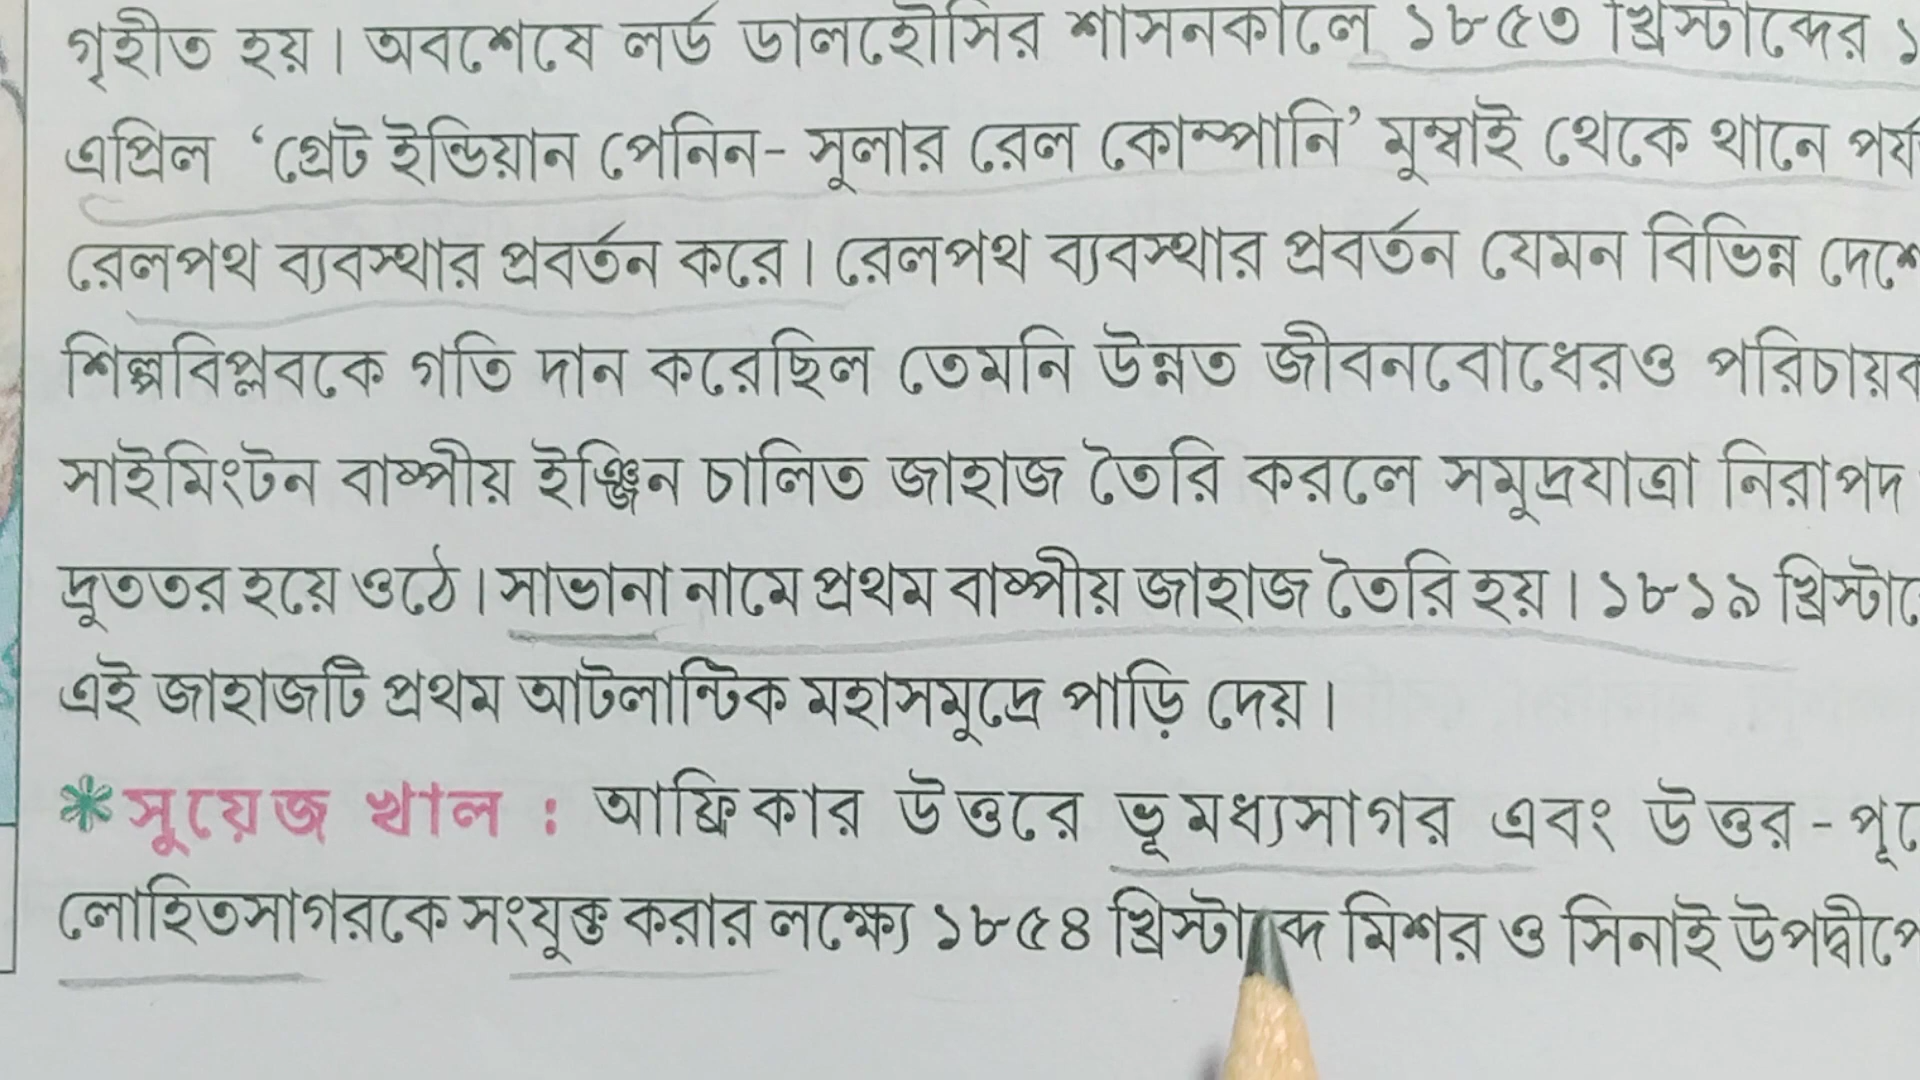 গৃহীত হয়। অবশেষে লর্ড ডালহৌসির শাসনকালে ১৮৫৩ খ্রিস্টাব্দের
এপ্রিল ‘গ্রেট ইন্ডিয়ান পেনিন- সুলার রেল কোম্পানি’ মুম্বাই থেকে থানে
রেলপথ ব্যবস্থার প্রবর্তন করে। রেলপথ ব্যবস্থার প্রবর্তন যেমন বিভিন্ন
শিল্পবিপ্লবকে গতি দান করেছিল তেমনি উন্নত জীবনবোধেরও
সাইমিংটন বাষ্পীয় ইঞ্জিন চালিত জাহাজ তৈরি করলে সমুদ্রযাত্রা নিরাপদ
দ্রুততর হয়ে ওঠে। সাভানা নামে প্রথম বাষ্পীয় জাহাজ তৈরি হয়। ১৮১৯
এই জাহাজটি প্রথম আটলান্টিক মহাসমুদ্রে পাড়ি দেয়।
*সুয়েজ খাল : আফ্রিকার উত্তরে ভূমধ্যসাগর এবং উত্তর-
লোহিতসাগরকে সংযুক্ত করার লক্ষ্যে ১৮৫৪ খ্রিস্টাব্দে মিশর ও সিনাই